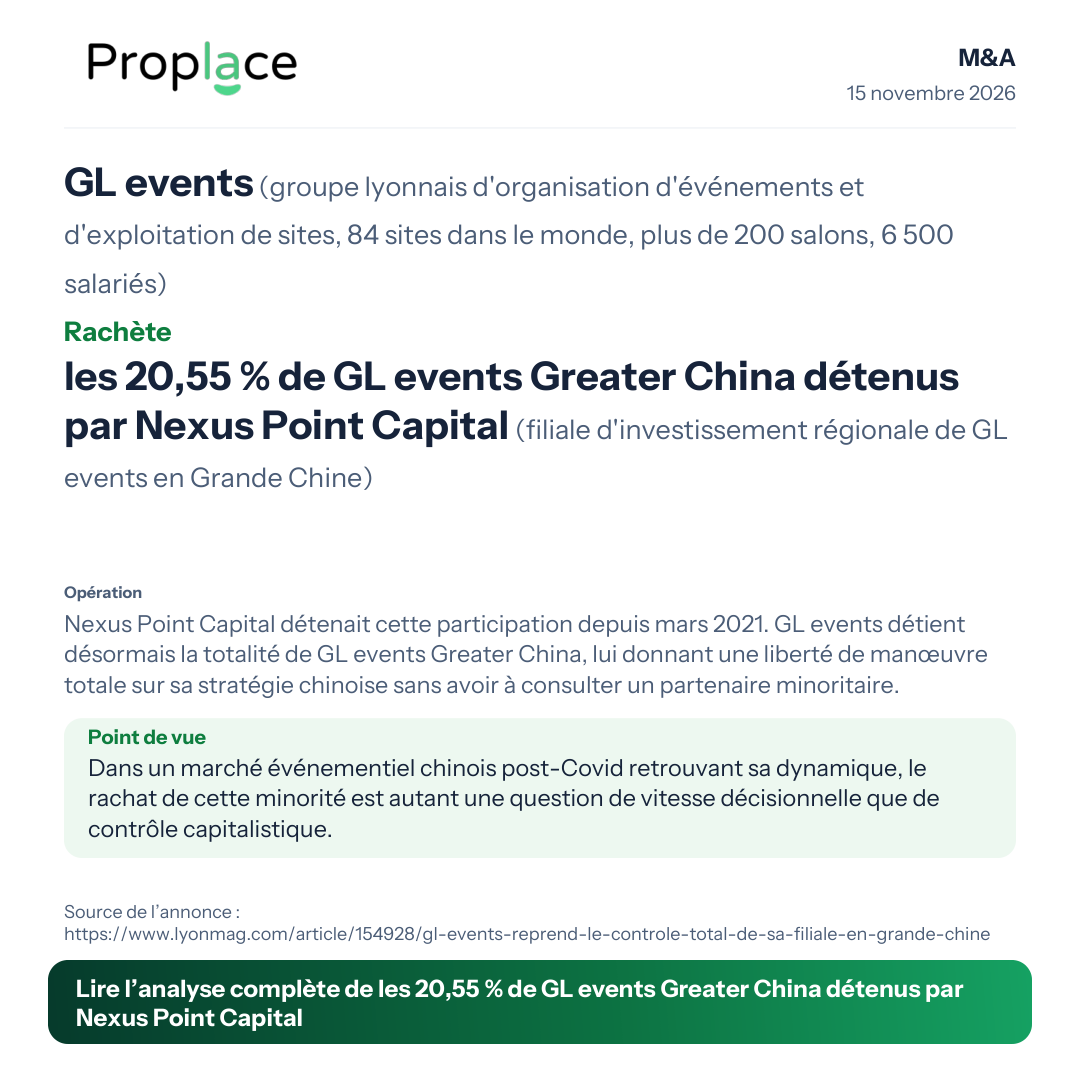 Proplace
M&A
15 novembre 2026
GL events (groupe lyonnais d'organisation d'événements et
d'exploitation de sites, 84 sites dans le monde, plus de 200 salons, 6 500
salariés)
Rachète
les 20,55 % de GL events Greater China détenus
par Nexus Point Capital (filiale d'investissement régionale de GL
events en Grande Chine)
Opération
Nexus Point Capital détenait cette participation depuis mars 2021. GL events détient
désormais la totalité de GL events Greater China, lui donnant une liberté de manœuvre
totale sur sa stratégie chinoise sans avoir à consulter un partenaire minoritaire.
Point de vue
Dans un marché événementiel chinois post-Covid retrouvant sa dynamique, le
rachat de cette minorité est autant une question de vitesse décisionnelle que de
contrôle capitalistique.
Source de l’annonce :
https://www.lyonmag.com/article/154928/gl-events-reprend-le-controle-total-de-sa-filiale-en-grande-chine
Lire l’analyse complète de les 20,55 % de GL events Greater China détenus par
Nexus Point Capital